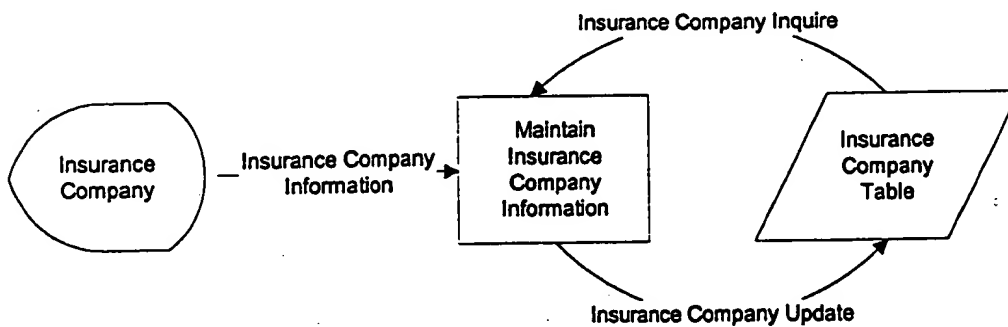 Insurance Company Inquire
Insurance
Company
Insurance Company
Information
Maintain
Insurance
Company
Information
Insurance
Company
Table
Insurance Company Update